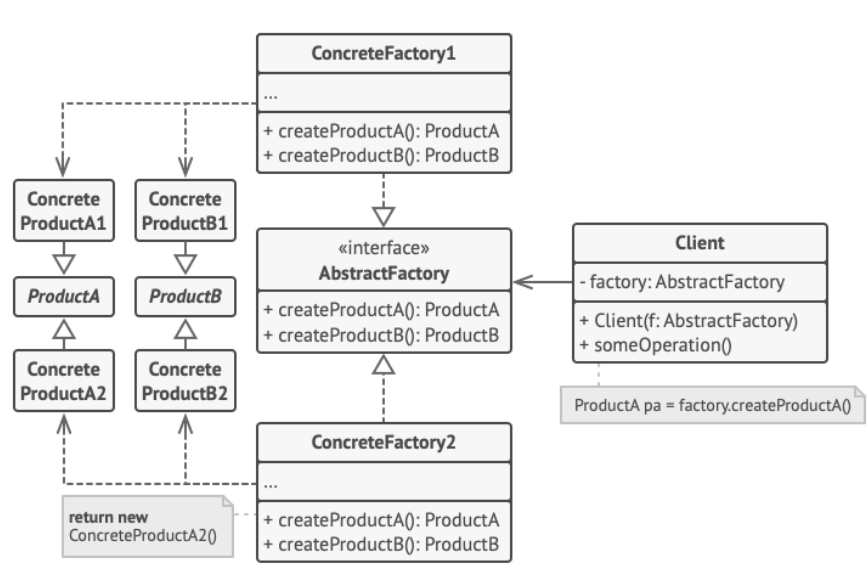 ConcreteFactory1
...
+ createProductA(): ProductA
+ createProductB(): ProductB
Concrete
ProductA1
Concrete
ProductB1
ProductA
ProductB
Concrete
ProductA2
Concrete
ProductB2
«interface»
AbstractFactory
+ createProductA(): ProductA
+ createProductB(): ProductB
Client
- factory: AbstractFactory
+ Client(f: AbstractFactory)
+ someOperation()
ProductA pa = factory.createProductA()
ConcreteFactory2
...
+ createProductA(): ProductA
+ createProductB(): ProductB
return new
ConcreteProductA2()